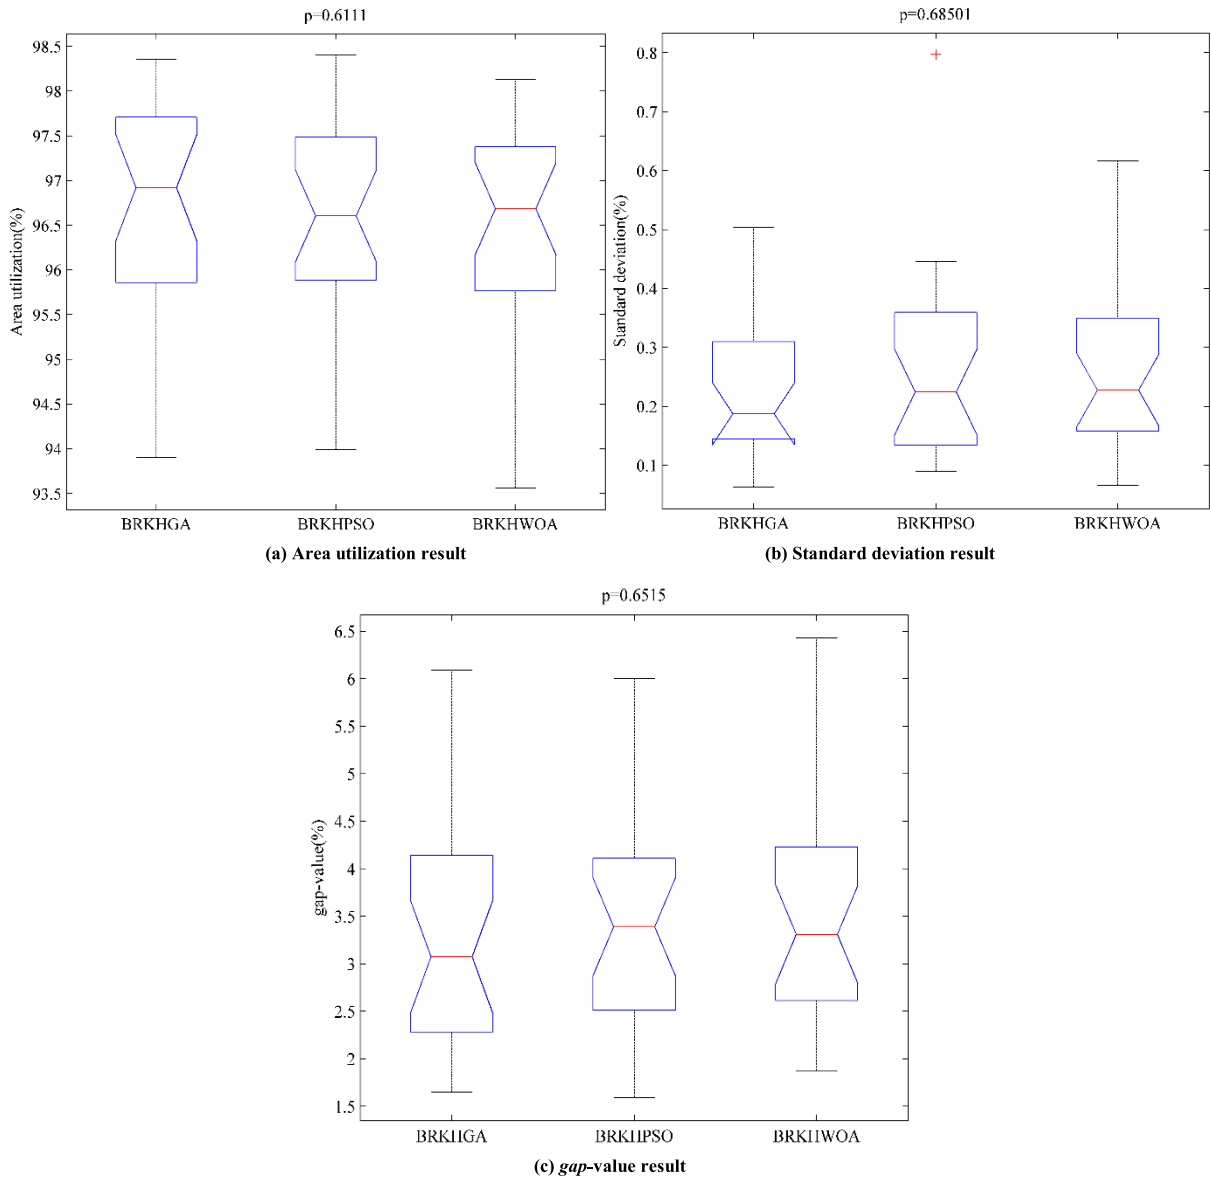 p=0.6111
98.5
98
97.5
97
96.5
96
95.5
95
94.5
94
93.5
Area utilization(%)
BRKHGA BRKHPSO BRKHWOA
(a) Area utilization result
p=0.68501
0.8
0.7
0.6
0.5
0.4
0.3
0.2
0.1
Standard deviation(%)
BRKHGA BRKHPSO BRKHWOA
(b) Standard deviation result
p=0.6515
6.5
6
5.5
5
4.5
4
3.5
3
2.5
2
1.5
gap-value(%)
BRKHGA BRKHPSO BRKHWOA
(c) gap-value result